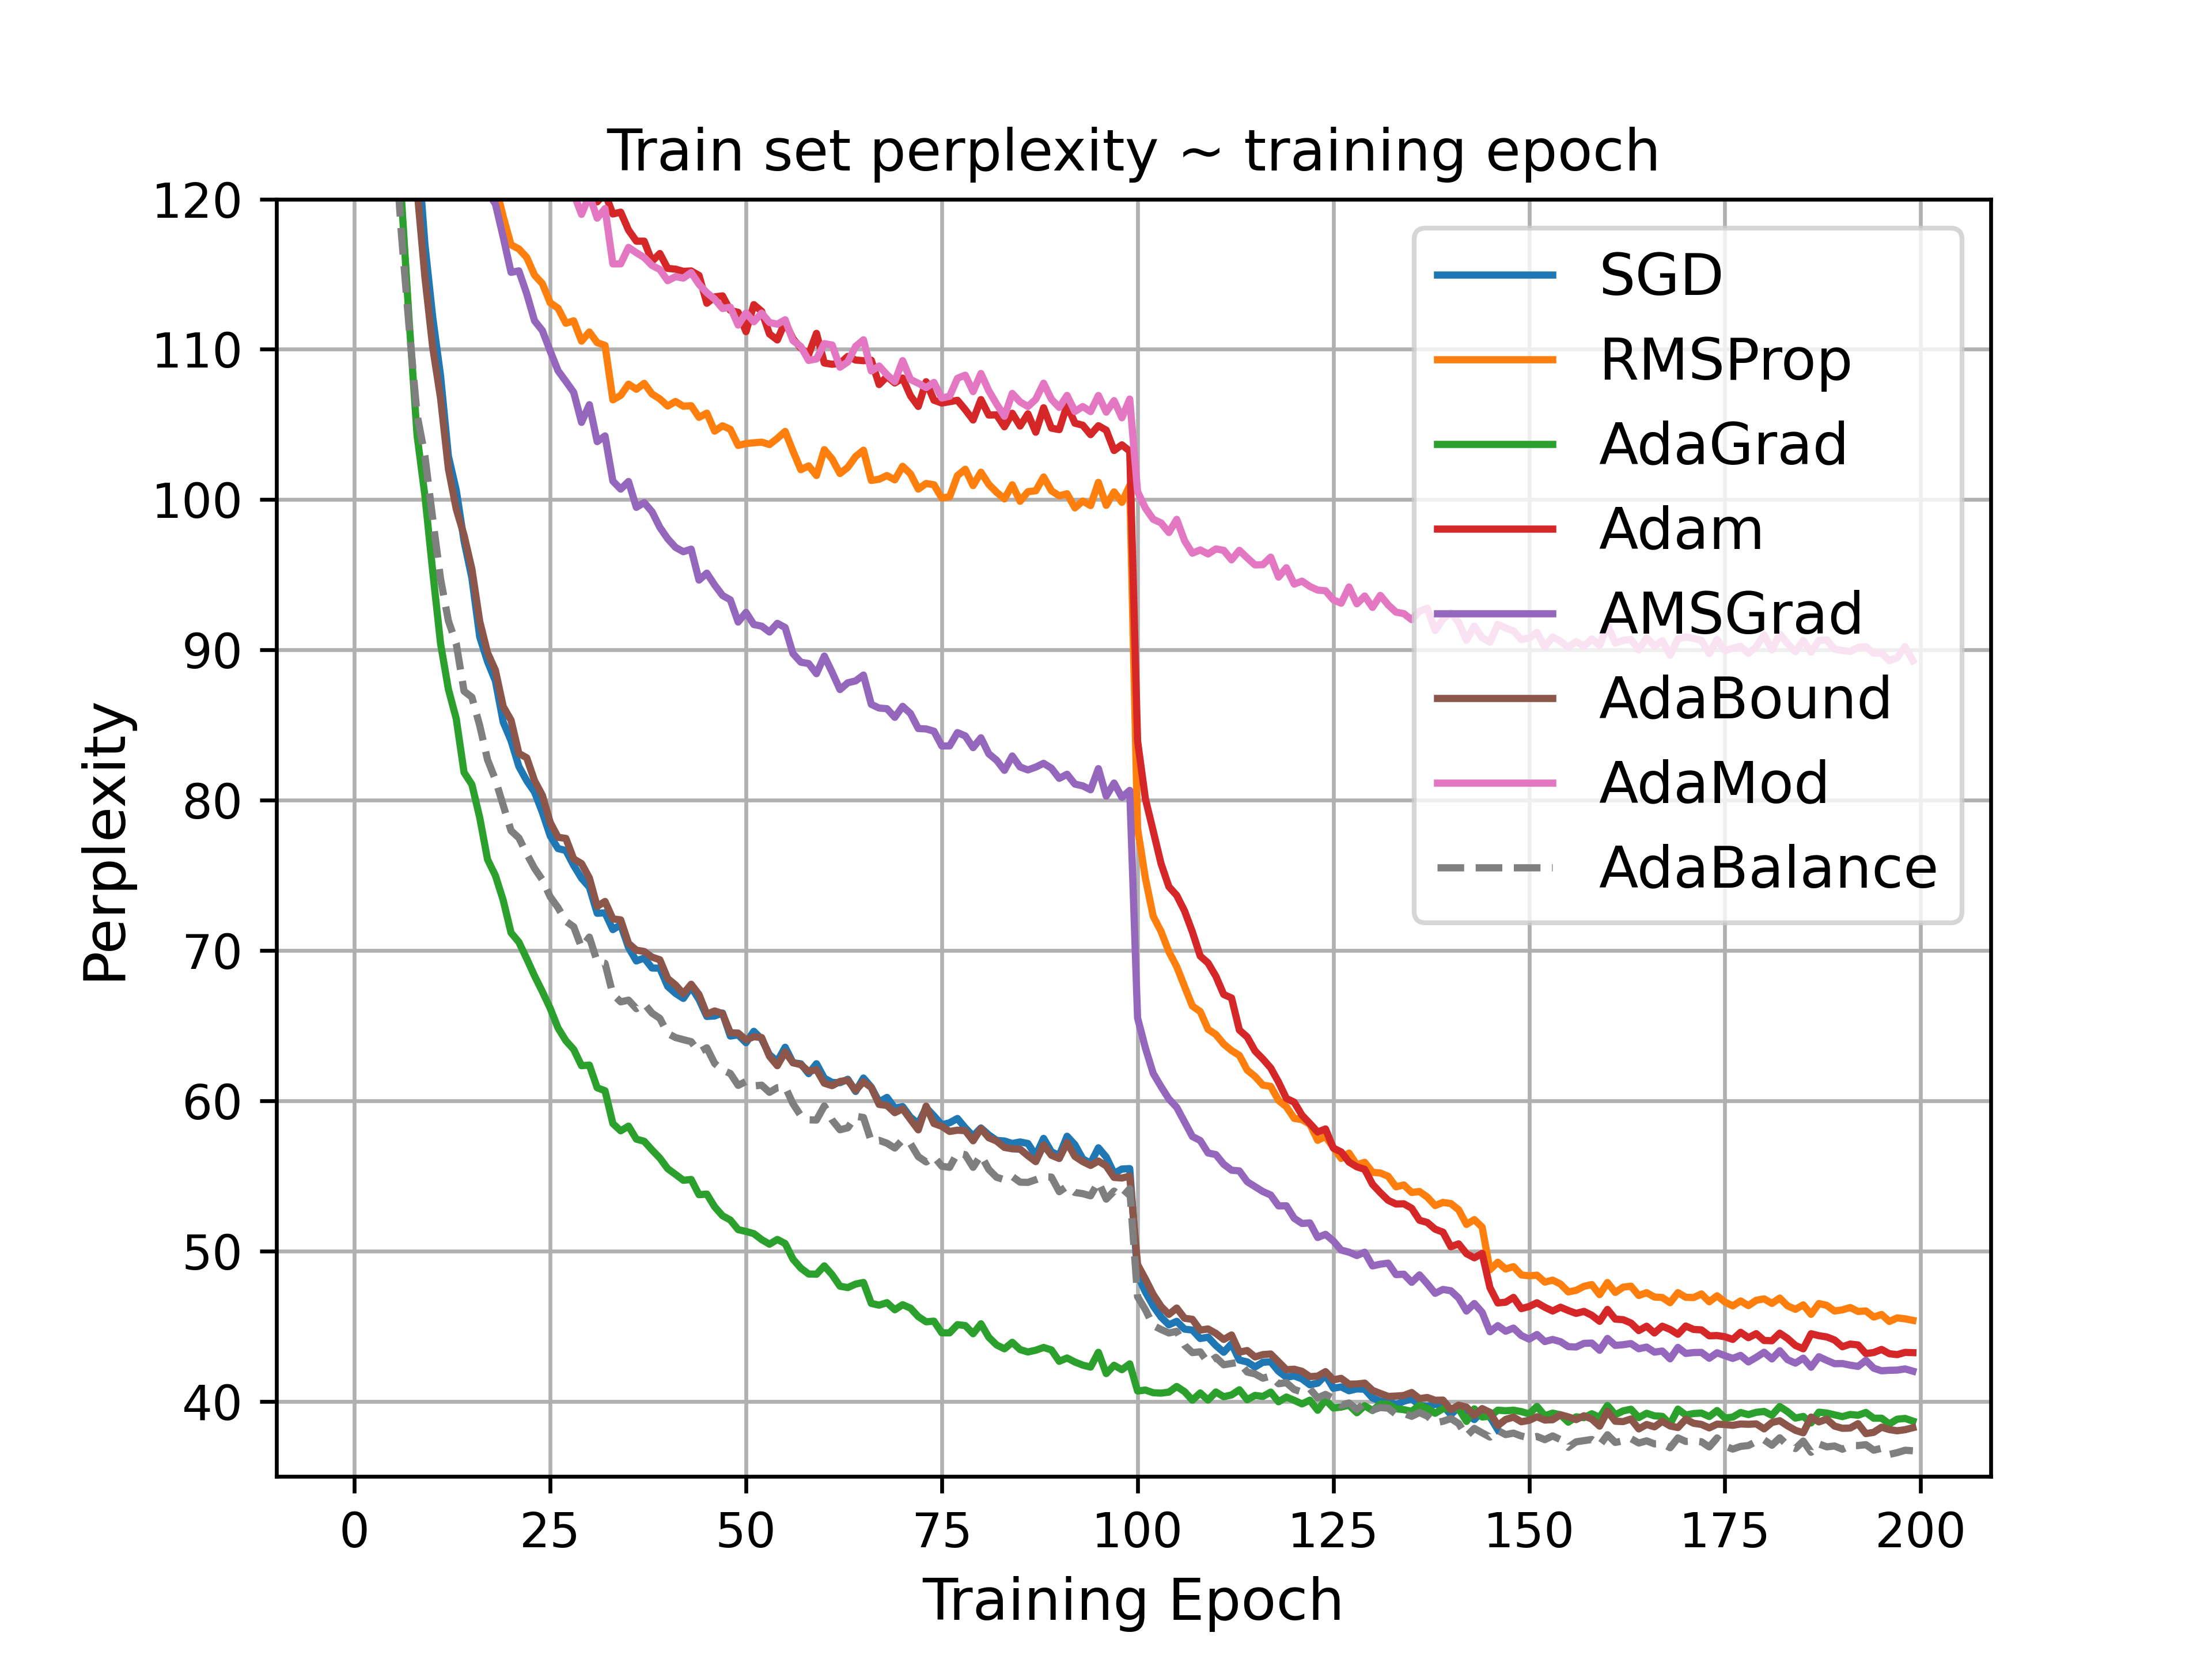 Train set perplexity ~ training epoch
120
110
100
90
80
70
60
50
40
Perplexity
SGD
RMSProp
AdaGrad
Adam
AMSGrad
AdaBound
AdaMod
AdaBalance
0 25 50 75 100 125 150 175 200
Training Epoch